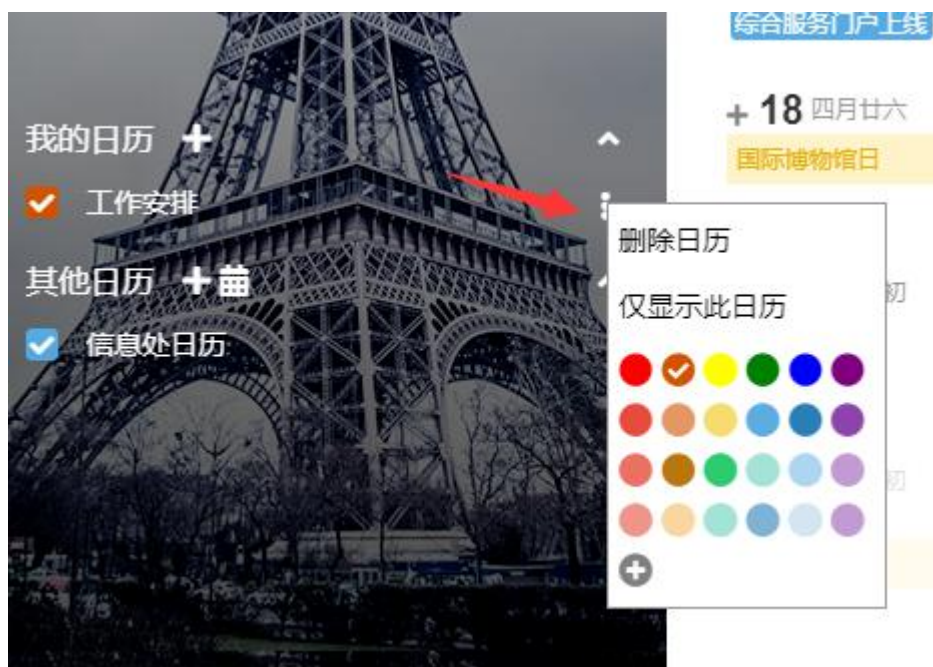 综合服务门户上线
18 四月廿六
国际博物馆日
我的日历
工作安排
其他日历
信息处日历
删除日历
仅显示此日历
初
初